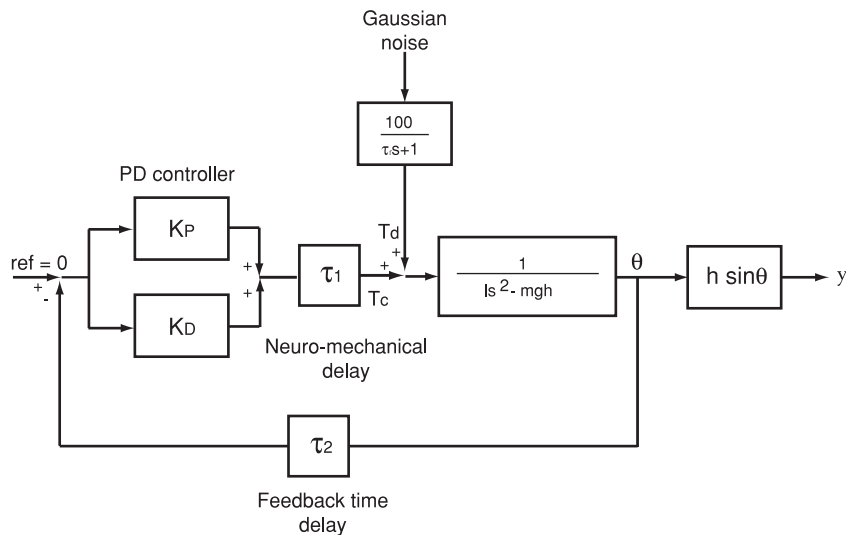 Gaussian
noise
100
τᵢs+1
PD controller
KP
Td
+
ref = 0
+
-
+
+
τ1
+
Tc
1
Is² - mgh
θ
h sinθ
y
KD
Neuro-mechanical
delay
τ2
Feedback time
delay